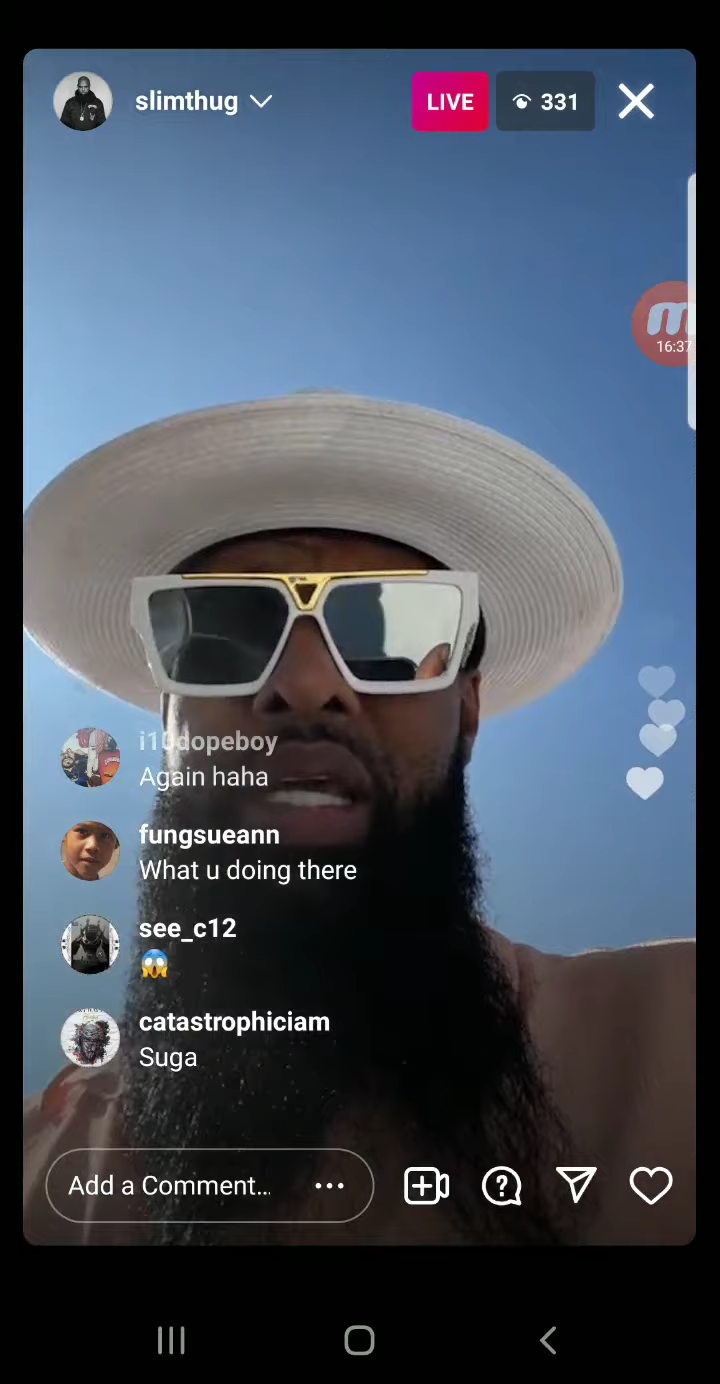 slimthug
LIVE
331
m
16:37
i10dopeboy
Again haha
fungsueann
What u doing there
see_c12
😱
catastrophiciam
Suga
Add a Comment...